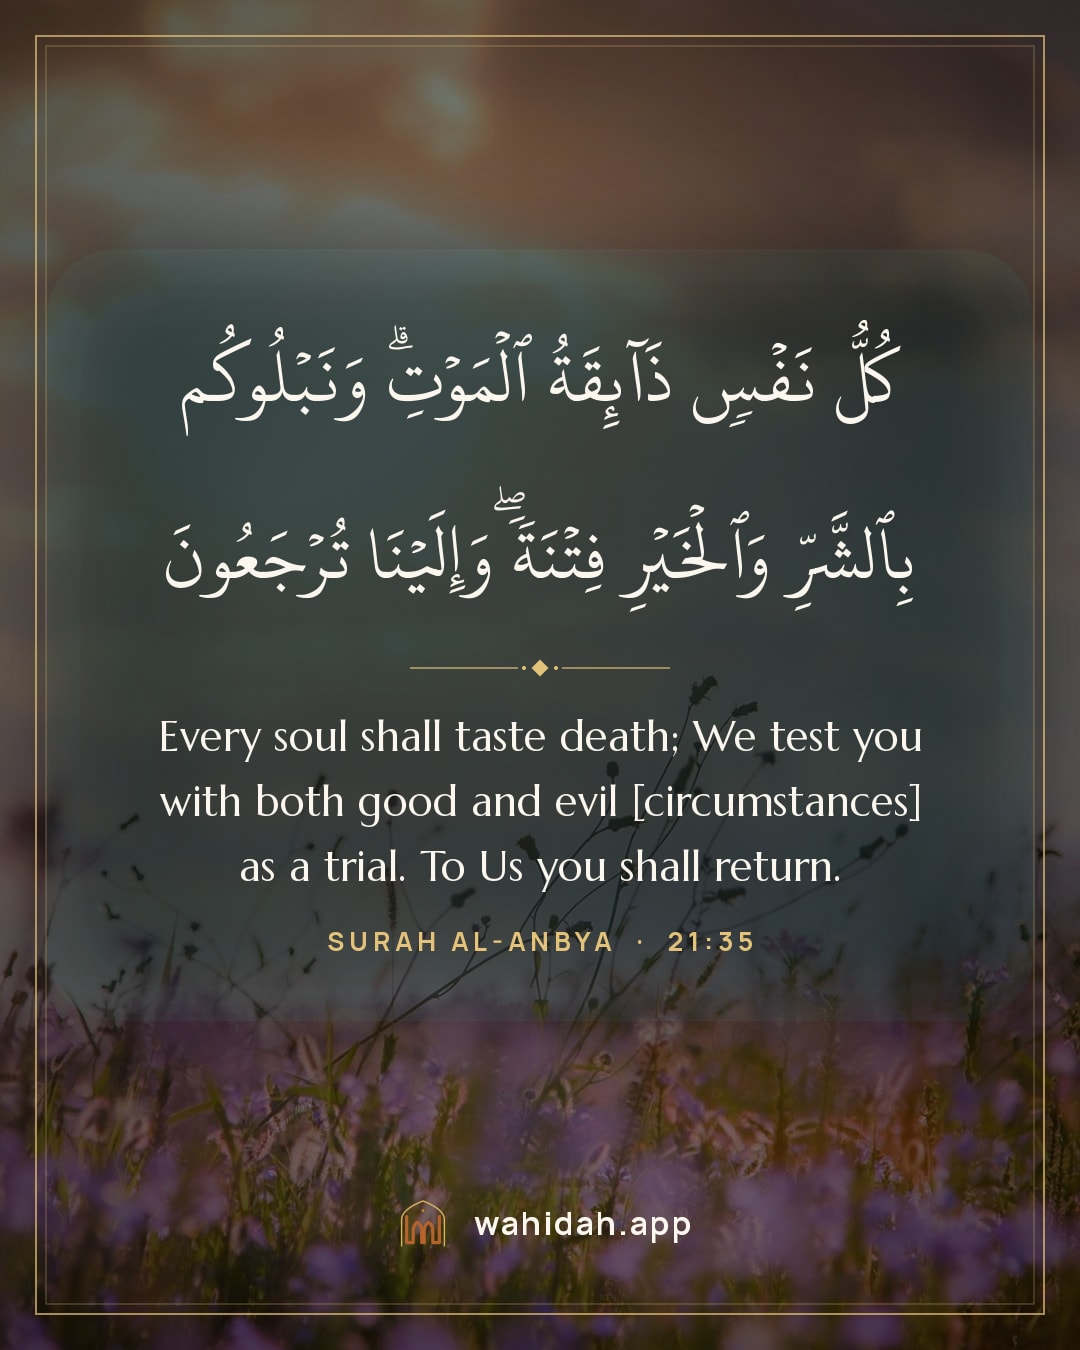 كُلُّ نَفْسٍ ذَآئِقَةُ ٱلْمَوْتِ ۗ وَنَبْلُوكُم
بِٱلشَّرِّ وَٱلْخَيْرِ فِتْنَةً ۖ وَإِلَيْنَا تُرْجَعُونَ
Every soul shall taste death; We test you
with both good and evil [circumstances]
as a trial. To Us you shall return.
SURAH AL-ANBYA · 21:35
wahidah.app